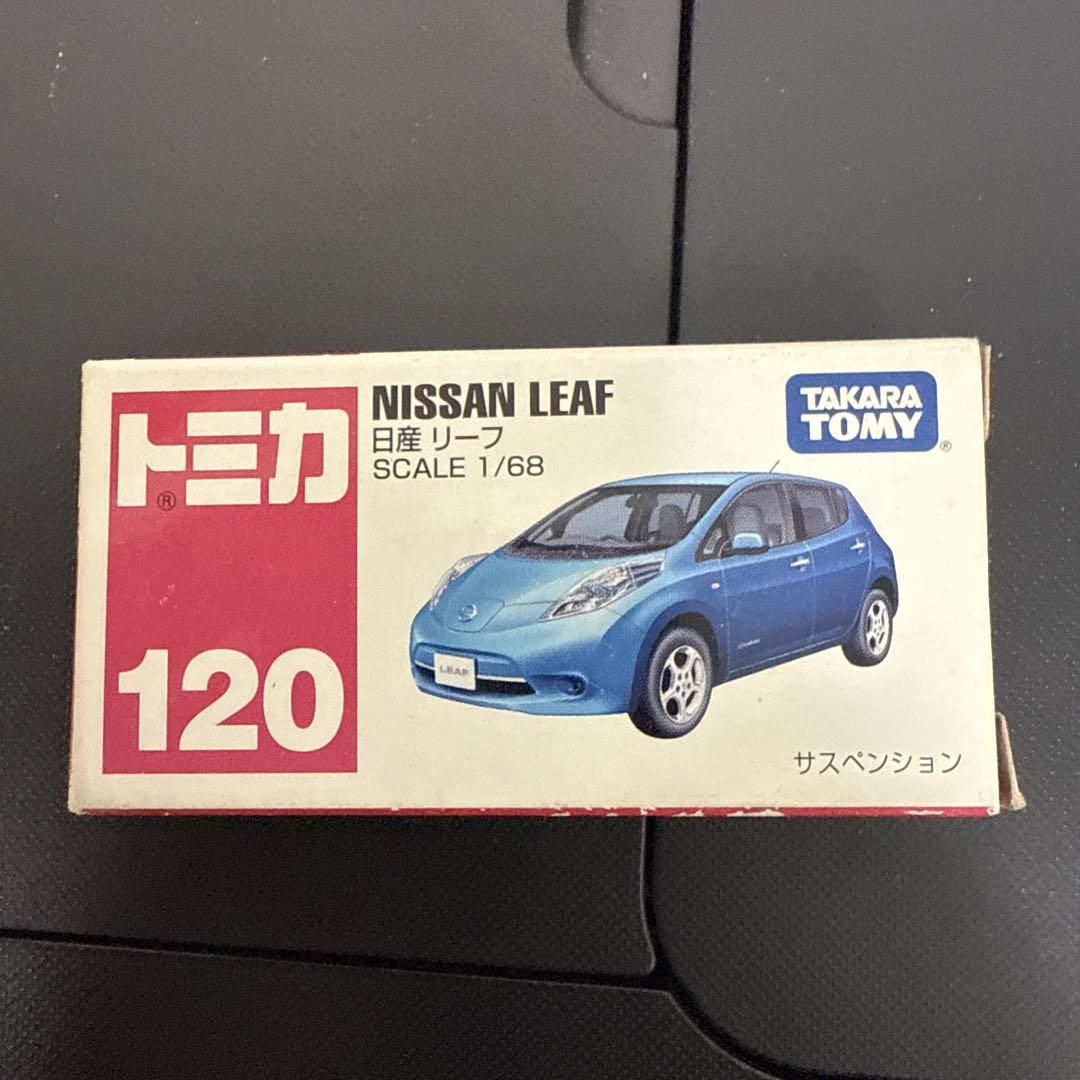 トミカ
®
120
NISSAN LEAF
日産 リーフ
SCALE 1/68
TAKARA
TOMY
®
LEAF
サスペンション